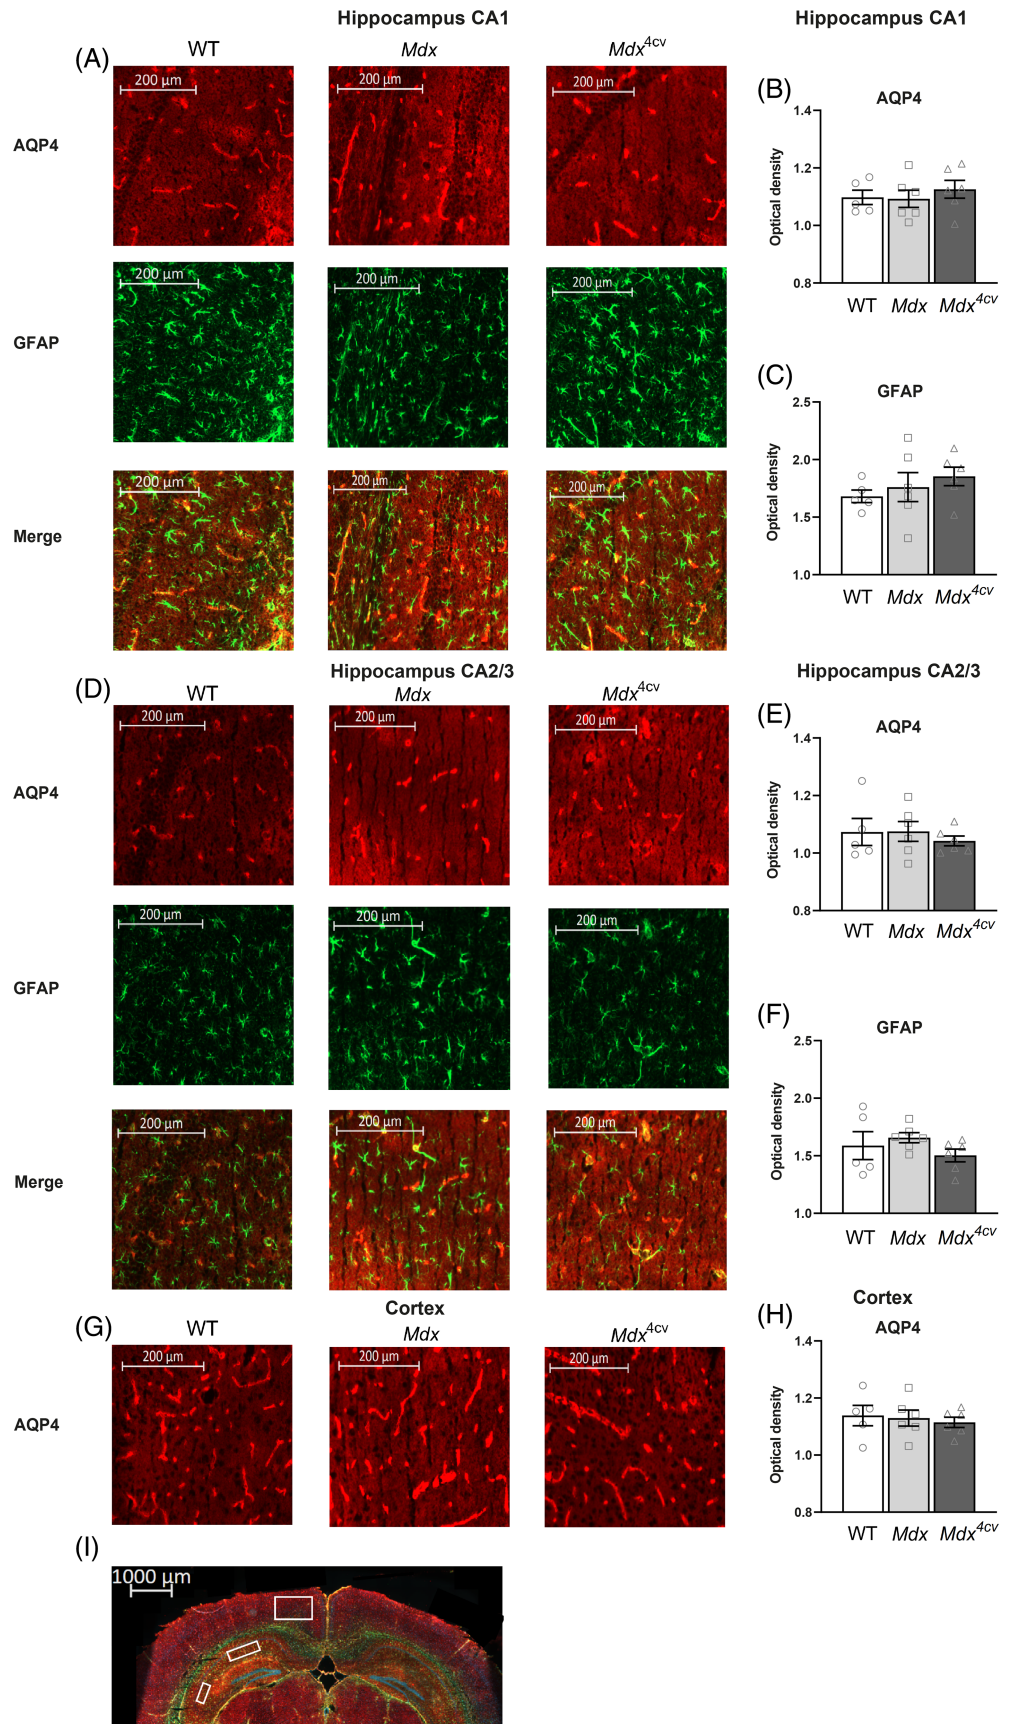 Hippocampus CA1
Hippocampus CA1
(A)
WT
Mdx
Mdx4cv
AQP4
200 µm
200 µm
200 µm
GFAP
200 µm
200 µm
200 µm
Merge
200 µm
200 µm
200 µm
(B)
AQP4
Optical density
1.4
1.2
1.0
0.8
WT
Mdx
Mdx4cv
(C)
GFAP
Optical density
2.5
2.0
1.5
1.0
WT
Mdx
Mdx4cv
Hippocampus CA2/3
Hippocampus CA2/3
(D)
WT
Mdx
Mdx4cv
AQP4
200 µm
200 µm
200 µm
GFAP
200 µm
200 µm
200 µm
Merge
200 µm
200 µm
200 µm
(E)
AQP4
Optical density
1.4
1.2
1.0
0.8
WT
Mdx
Mdx4cv
(F)
GFAP
Optical density
2.5
2.0
1.5
1.0
WT
Mdx
Mdx4cv
Cortex
(G)
WT
Mdx
Mdx4cv
AQP4
200 µm
200 µm
200 µm
(H)
Cortex
AQP4
Optical density
1.4
1.2
1.0
0.8
WT
Mdx
Mdx4cv
(I)
1000 µm